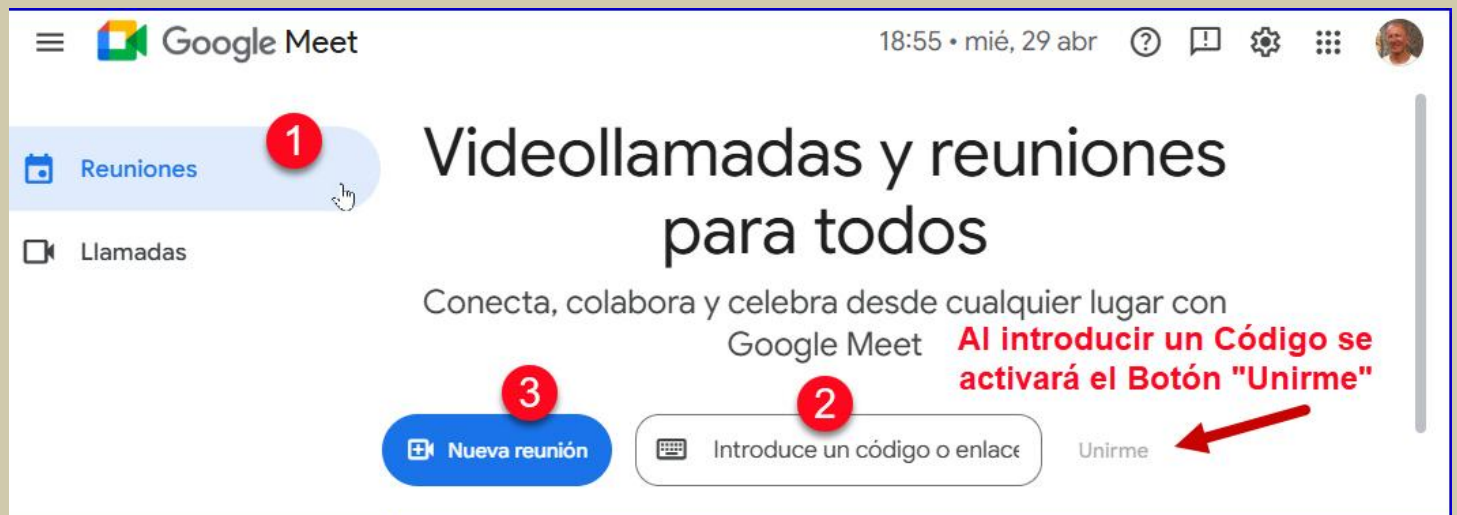 Google Meet
18:55 • mié, 29 abr
1
Reuniones
Llamadas
Videollamadas y reuniones
para todos
Conecta, colabora y celebra desde cualquier lugar con
Google Meet
Al introducir un Código se
activará el Botón "Unirme"
3
Nueva reunión
2
Introduce un código o enlace
Unirme